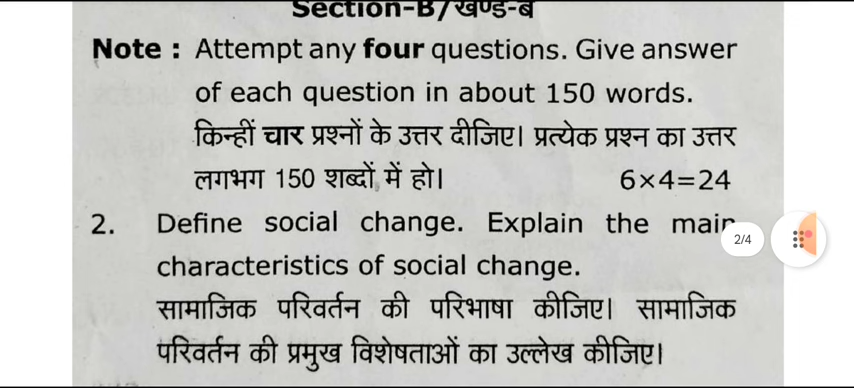 Section-B/खण्ड-ब
Note : Attempt any four questions. Give answer
of each question in about 150 words.
किन्हीं चार प्रश्नों के उत्तर दीजिए। प्रत्येक प्रश्न का उत्तर
लगभग 150 शब्दों में हो। 6×4=24
2. Define social change. Explain the main
2/4
characteristics of social change.
सामाजिक परिवर्तन की परिभाषा कीजिए। सामाजिक
परिवर्तन की प्रमुख विशेषताओं का उल्लेख कीजिए।